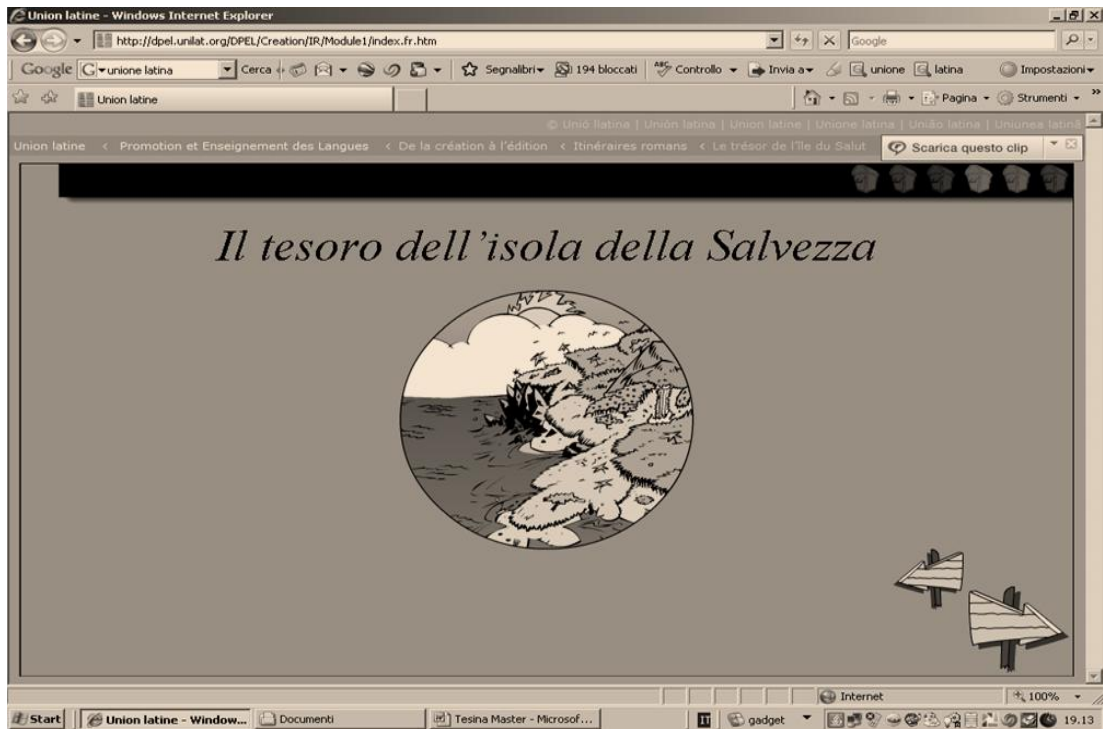 Union latine - Windows Internet Explorer
http://dpel.unilat.org/DPEL/Creation/IR/Module1/index.fr.htm Google
Google G unione latina Cerca Segnalibri 194 bloccati ABC Controllo Invia a unione latina Impostazioni
Union latine Pagina Strumenti »
© Unió llatina | Unión latina | Union latine | Unione latina | União latina | Uniunea latină
Union latine < Promotion et Enseignement des Langues < De la création à l'édition < Itinéraires romans < Le trésor de l'île du Salut Scarica questo clip
Il tesoro dell'isola della Salvezza
Internet 100%
Start Union latine - Window... Documenti Tesina Master - Microsof... IT gadget 19.13